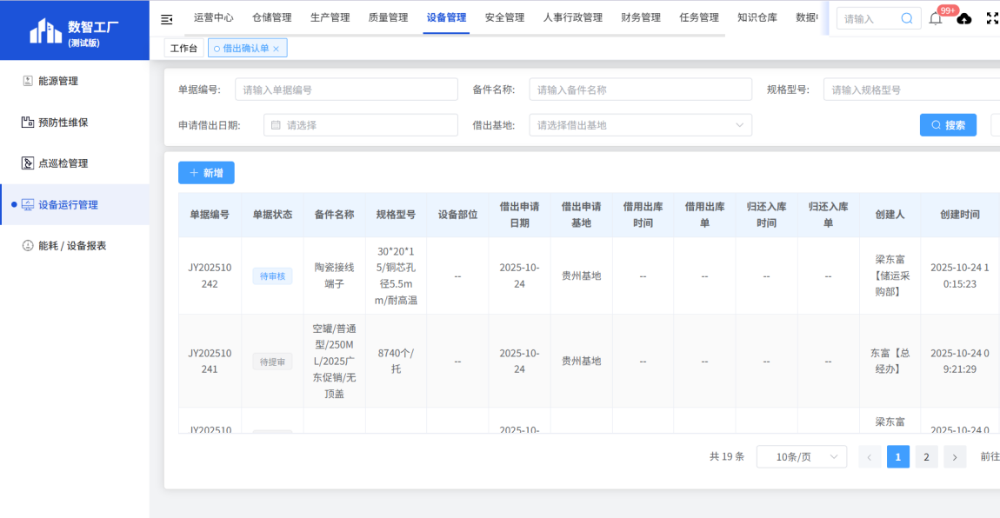 数智工厂
(测试版)
运营中心 仓储管理 生产管理 质量管理 设备管理 安全管理 人事行政管理 财务管理 任务管理 知识仓库 数据
请输入
99+
工作台 借出确认单 ×
能源管理
预防性维保
点巡检管理
设备运行管理
能耗 / 设备报表
单据编号: 请输入单据编号 备件名称: 请输入备件名称 规格型号: 请输入规格型号
申请借出日期: 请选择 借出基地: 请选择借出基地 搜索
+ 新增
单据编号 单据状态 备件名称 规格型号 设备部位 借出申请日期 借出申请基地 借用出库时间 借用出库单 归还入库时间 归还入库单 创建人 创建时间
JY202510242 待审核 陶瓷接线端子 30*20*15/铜芯孔径5.5mm/耐高温 -- 2025-10-24 贵州基地 -- -- -- -- 梁东富【储运采购部】 2025-10-24 10:15:23
JY202510241 待提审 空罐/普通型/250ML/2025广东促销/无顶盖 8740个/托 -- 2025-10-24 贵州基地 -- -- -- -- 东富【总经办】 2025-10-24 09:21:29
JY202510 2025-10- 梁东富 2025-10-24 0
共 19 条 10条/页 1 2 前往